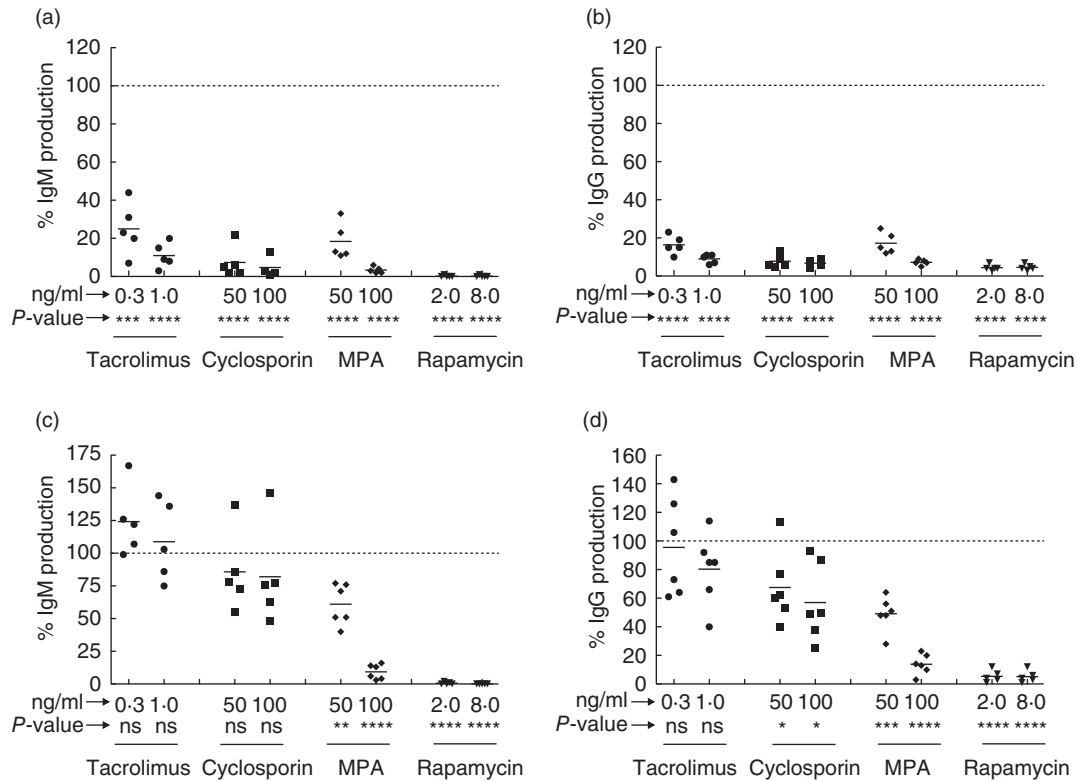 (a)
120
100
80
60
40
20
0
% IgM production
ng/ml 0·3 1·0 50 100 50 100 2·0 8·0
P-value *** **** **** **** **** **** **** ****
Tacrolimus Cyclosporin MPA Rapamycin
(b)
120
100
80
60
40
20
0
% IgG production
ng/ml 0·3 1·0 50 100 50 100 2·0 8·0
P-value **** **** **** **** **** **** **** ****
Tacrolimus Cyclosporin MPA Rapamycin
(c)
175
150
125
100
75
50
25
0
% IgM production
ng/ml 0·3 1·0 50 100 50 100 2·0 8·0
P-value ns ns ns ns ** **** **** ****
Tacrolimus Cyclosporin MPA Rapamycin
(d)
160
140
120
100
80
60
40
20
0
% IgG production
ng/ml 0·3 1·0 50 100 50 100 2·0 8·0
P-value ns ns * * *** **** **** ****
Tacrolimus Cyclosporin MPA Rapamycin